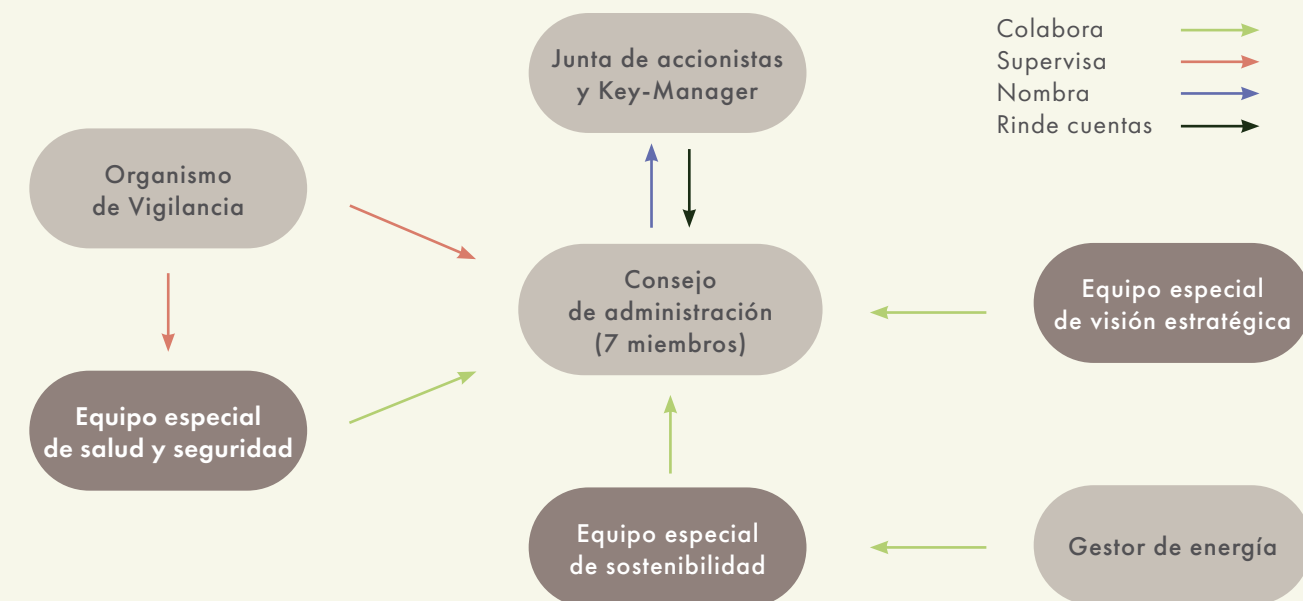 Junta de accionistas
y Key-Manager
Colabora
Supervisa
Nombra
Rinde cuentas
Organismo
de Vigilancia
Consejo
de administración
(7 miembros)
Equipo especial
de visión estratégica
Equipo especial
de salud y seguridad
Equipo especial
de sostenibilidad
Gestor de energía